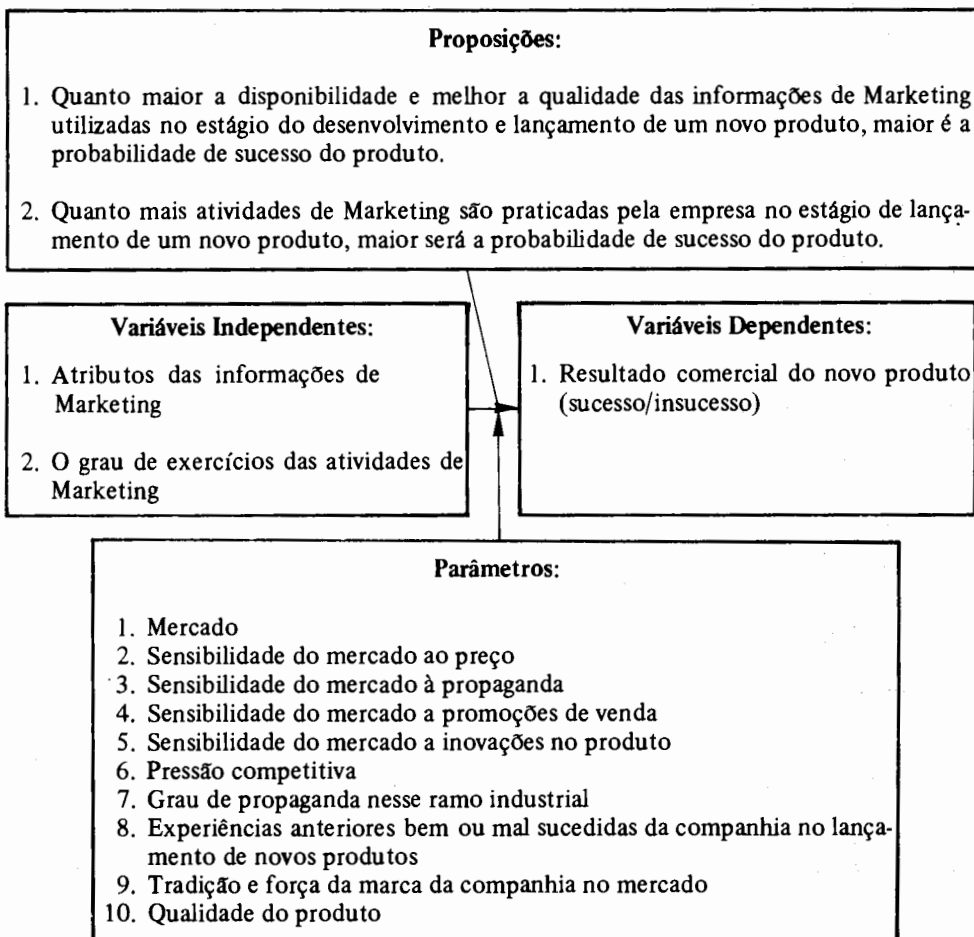 Proposições:
1. Quanto maior a disponibilidade e melhor a qualidade das informações de Marketing
utilizadas no estágio do desenvolvimento e lançamento de um novo produto, maior é a
probabilidade de sucesso do produto.
2. Quanto mais atividades de Marketing são praticadas pela empresa no estágio de lança-
mento de um novo produto, maior será a probabilidade de sucesso do produto.
Variáveis Independentes:
1. Atributos das informações de
Marketing
2. O grau de exercícios das atividades de
Marketing
Variáveis Dependentes:
1. Resultado comercial do novo produto
(sucesso/insucesso)
Parâmetros:
1. Mercado
2. Sensibilidade do mercado ao preço
3. Sensibilidade do mercado à propaganda
4. Sensibilidade do mercado a promoções de venda
5. Sensibilidade do mercado a inovações no produto
6. Pressão competitiva
7. Grau de propaganda nesse ramo industrial
8. Experiências anteriores bem ou mal sucedidas da companhia no lança-
mento de novos produtos
9. Tradição e força da marca da companhia no mercado
10. Qualidade do produto